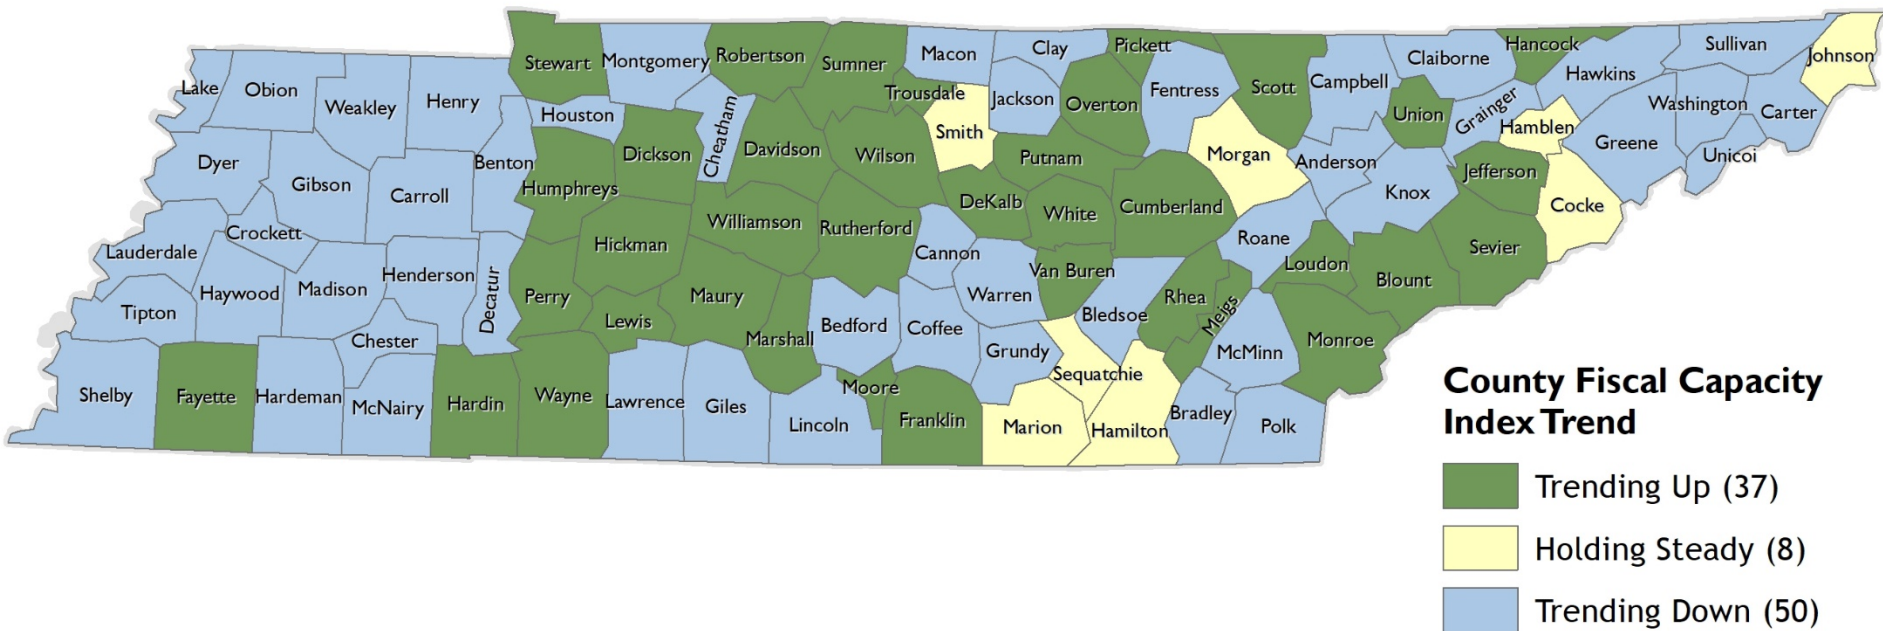 Stewart
Montgomery
Robertson
Sumner
Macon
Clay
Pickett
Scott
Campbell
Claiborne
Hancock
Hawkins
Sullivan
Johnson
Lake
Obion
Weakley
Henry
Houston
Cheatham
Trousdale
Smith
Jackson
Overton
Fentress
Union
Grainger
Hamblen
Washington
Carter
Greene
Unicoi
Dyer
Gibson
Carroll
Benton
Humphreys
Dickson
Davidson
Wilson
Putnam
Morgan
Anderson
Knox
Jefferson
Cocke
Lauderdale
Crockett
Hickman
Williamson
Rutherford
DeKalb
White
Cumberland
Roane
Loudon
Blount
Sevier
Tipton
Haywood
Madison
Henderson
Decatur
Perry
Lewis
Maury
Cannon
Warren
Van Buren
Bledsoe
Rhea
Meigs
Monroe
Chester
Marshall
Bedford
Coffee
Grundy
Sequatchie
McMinn
Shelby
Fayette
Hardeman
McNairy
Hardin
Wayne
Lawrence
Giles
Lincoln
Moore
Franklin
Marion
Hamilton
Bradley
Polk
County Fiscal Capacity
Index Trend
Trending Up (37)
Holding Steady (8)
Trending Down (50)